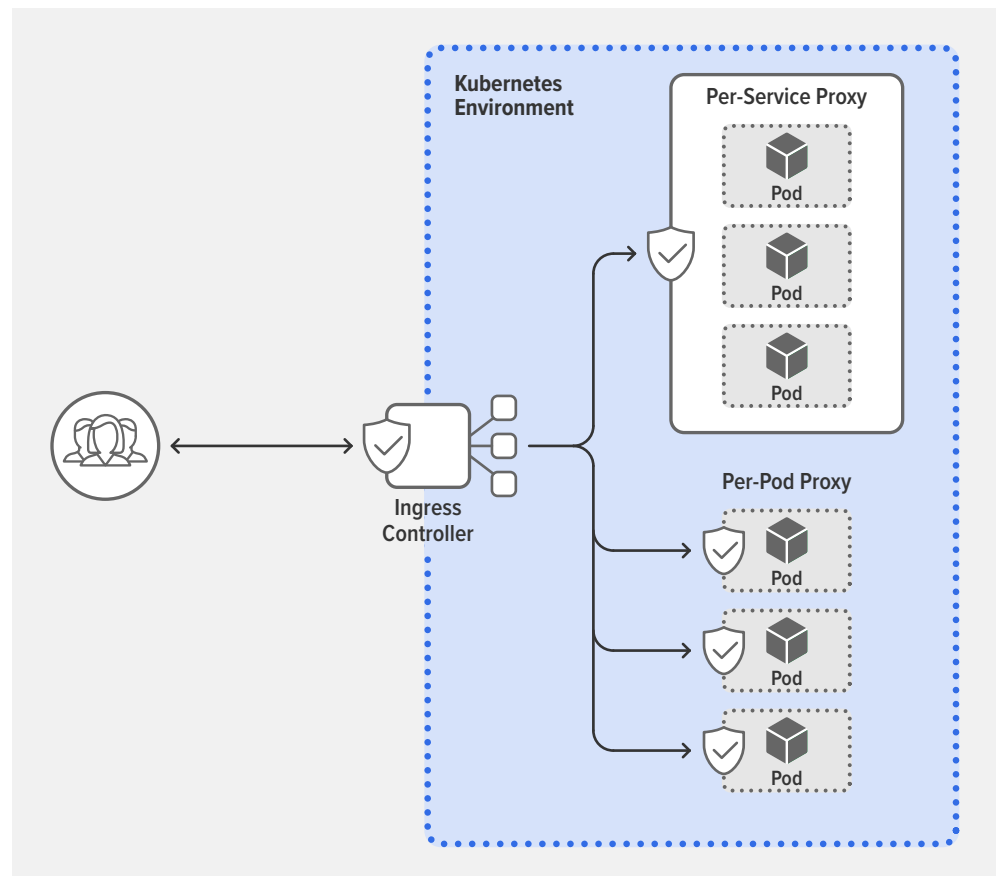 Kubernetes
Environment
Per-Service Proxy
Pod
Pod
Pod
Ingress
Controller
Per-Pod Proxy
Pod
Pod
Pod